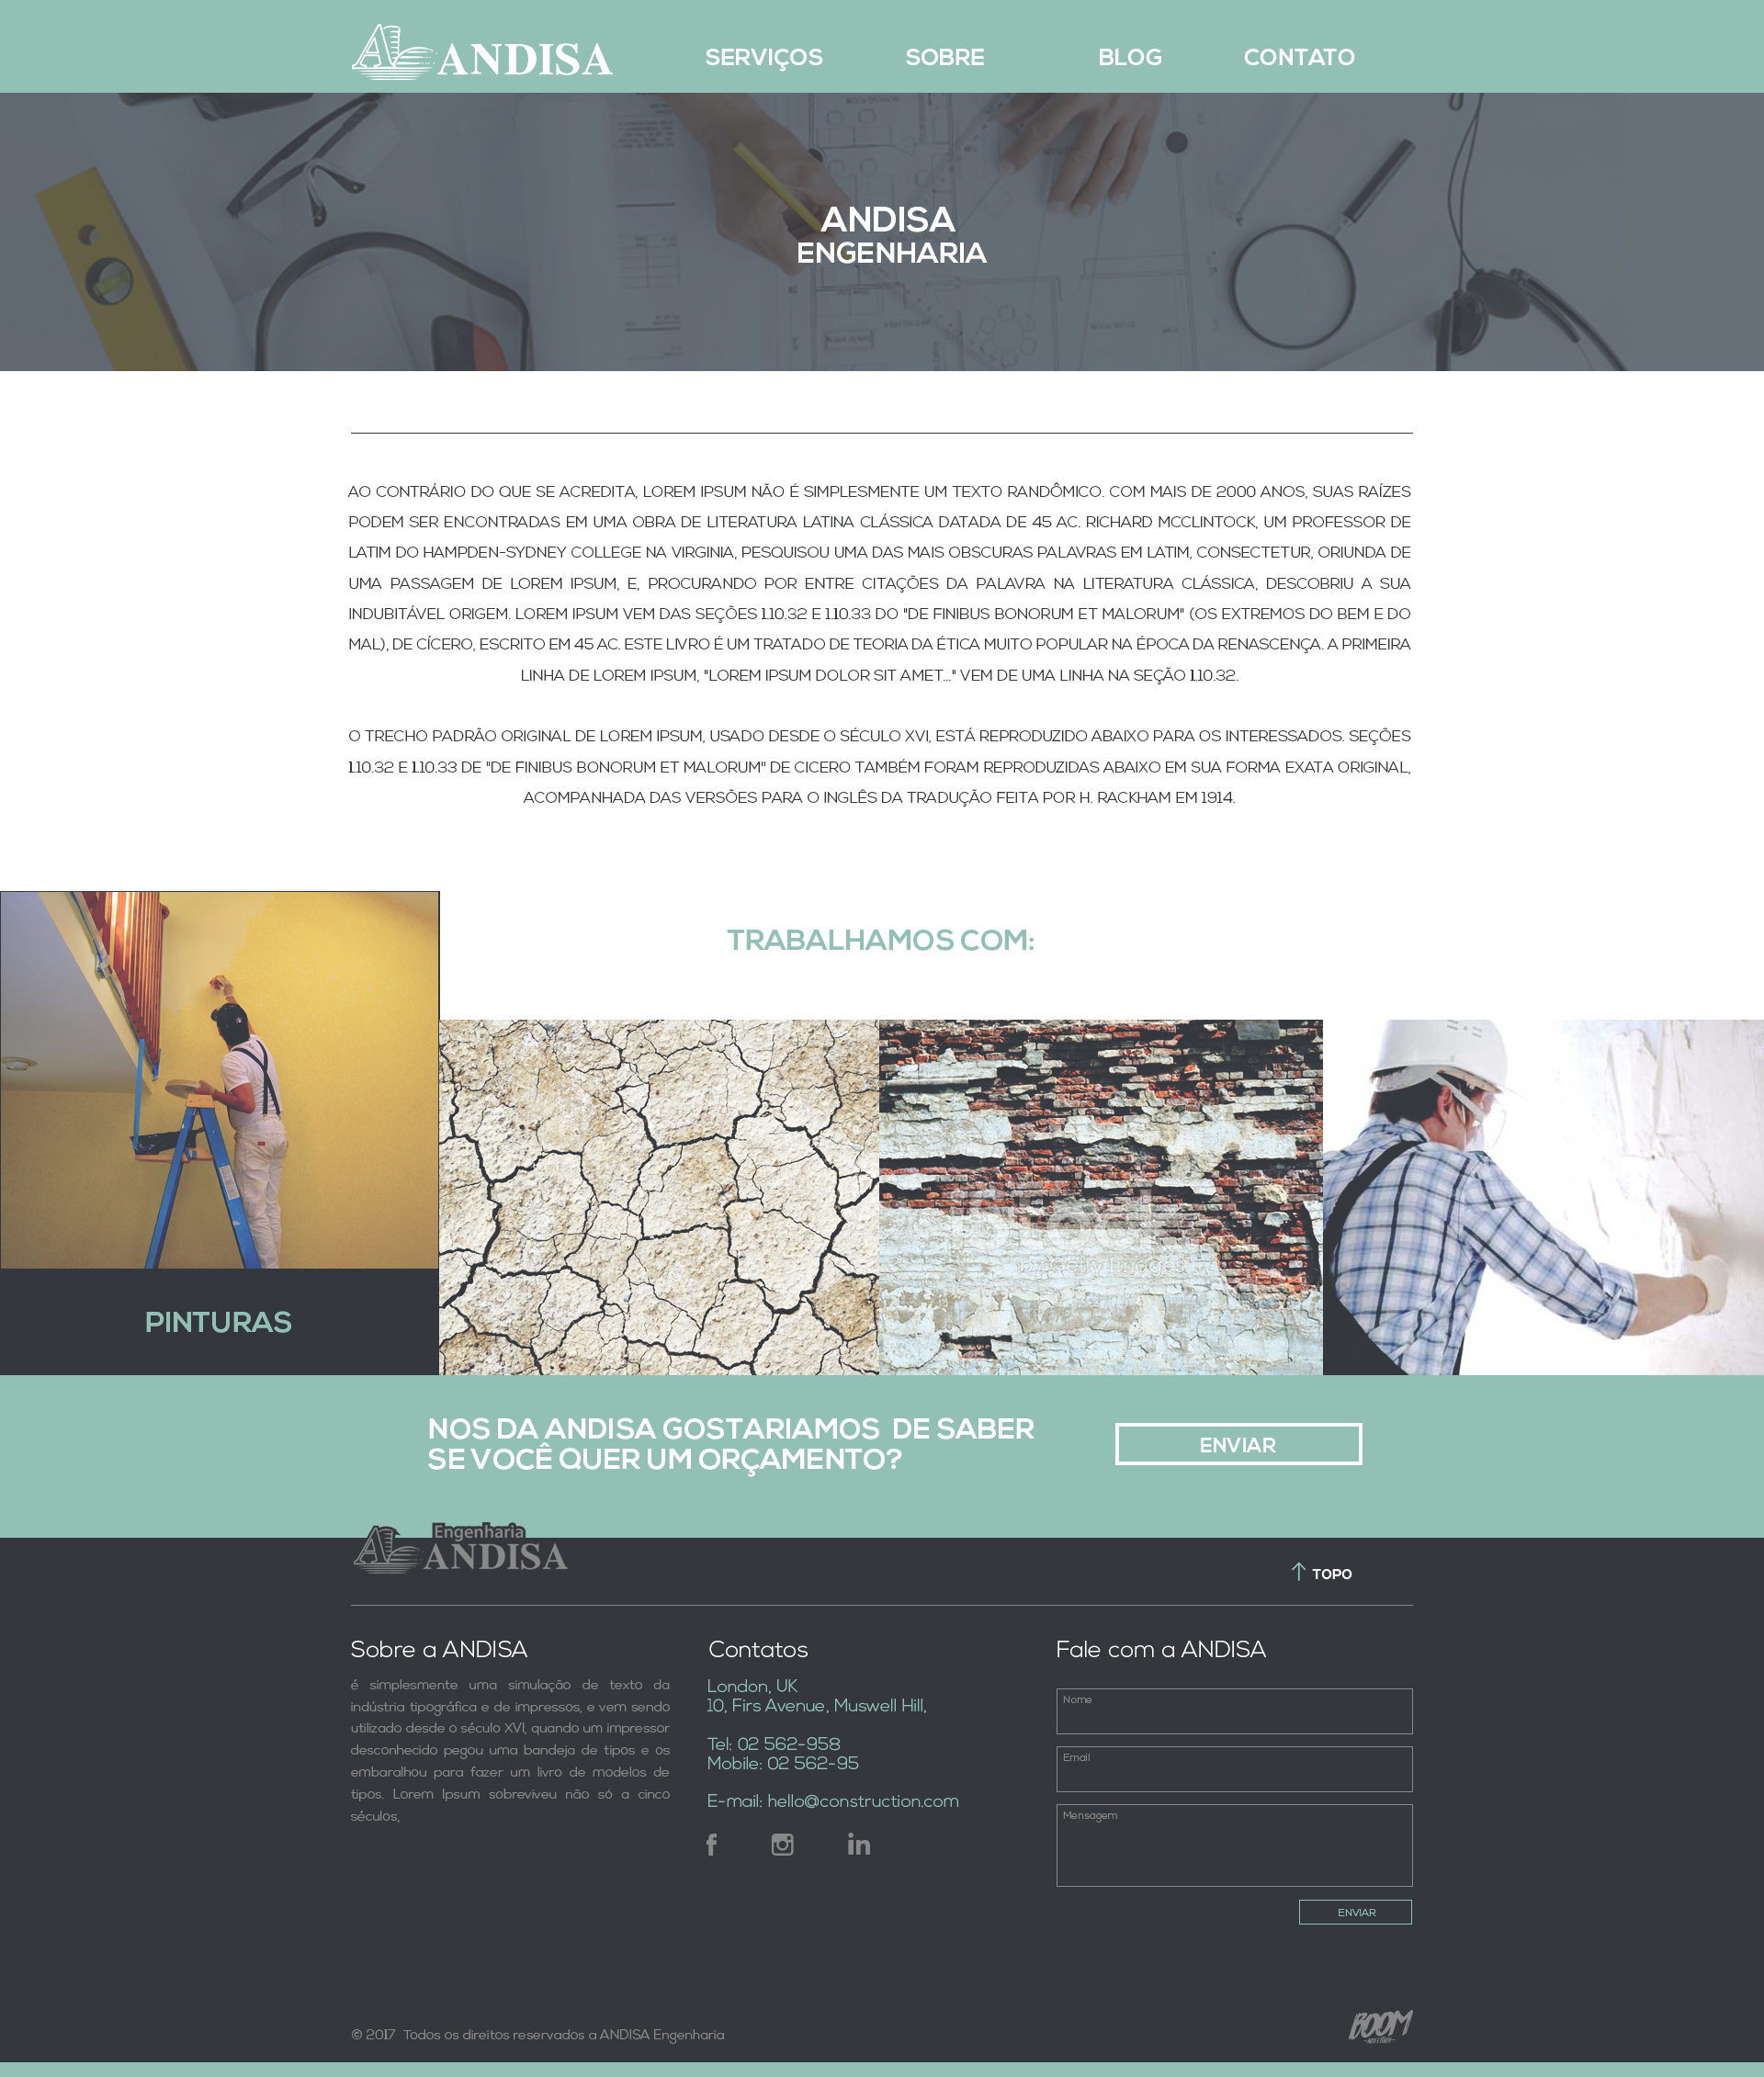 ANDISA
SERVIÇOS SOBRE BLOG CONTATO
ANDISA
ENGENHARIA
AO CONTRÁRIO DO QUE SE ACREDITA, LOREM IPSUM NÃO É SIMPLESMENTE UM TEXTO RANDÔMICO. COM MAIS DE 2000 ANOS, SUAS RAÍZES
PODEM SER ENCONTRADAS EM UMA OBRA DE LITERATURA LATINA CLÁSSICA DATADA DE 45 AC. RICHARD MCCLINTOCK, UM PROFESSOR DE
LATIM DO HAMPDEN-SYDNEY COLLEGE NA VIRGINIA, PESQUISOU UMA DAS MAIS OBSCURAS PALAVRAS EM LATIM, CONSECTETUR, ORIUNDA DE
UMA PASSAGEM DE LOREM IPSUM, E, PROCURANDO POR ENTRE CITAÇÕES DA PALAVRA NA LITERATURA CLÁSSICA, DESCOBRIU A SUA
INDUBITÁVEL ORIGEM. LOREM IPSUM VEM DAS SEÇÕES 1.10.32 E 1.10.33 DO "DE FINIBUS BONORUM ET MALORUM" (OS EXTREMOS DO BEM E DO
MAL), DE CÍCERO, ESCRITO EM 45 AC. ESTE LIVRO É UM TRATADO DE TEORIA DA ÉTICA MUITO POPULAR NA ÉPOCA DA RENASCENÇA. A PRIMEIRA
LINHA DE LOREM IPSUM, "LOREM IPSUM DOLOR SIT AMET..." VEM DE UMA LINHA NA SEÇÃO 1.10.32.
O TRECHO PADRÃO ORIGINAL DE LOREM IPSUM, USADO DESDE O SÉCULO XVI, ESTÁ REPRODUZIDO ABAIXO PARA OS INTERESSADOS. SEÇÕES
1.10.32 E 1.10.33 DE "DE FINIBUS BONORUM ET MALORUM" DE CICERO TAMBÉM FORAM REPRODUZIDAS ABAIXO EM SUA FORMA EXATA ORIGINAL,
ACOMPANHADA DAS VERSÕES PARA O INGLÊS DA TRADUÇÃO FEITA POR H. RACKHAM EM 1914.
TRABALHAMOS COM:
iStock
by Getty Images
PINTURAS
NOS DA ANDISA GOSTARIAMOS DE SABER
SE VOCÊ QUER UM ORÇAMENTO?
ENVIAR
Engenharia
ANDISA
TOPO
Sobre a ANDISA
é simplesmente uma simulação de texto da
indústria tipográfica e de impressos, e vem sendo
utilizado desde o século XVI, quando um impressor
desconhecido pegou uma bandeja de tipos e os
embaralhou para fazer um livro de modelos de
tipos. Lorem Ipsum sobreviveu não só a cinco
séculos,
Contatos
London, UK
10, Firs Avenue, Muswell Hill,
Tel: 02 562-958
Mobile: 02 562-95
E-mail: hello@construction.com
f
in
Fale com a ANDISA
Nome
Email
Mensagem
ENVIAR
© 2017 Todos os direitos reservados a ANDISA Engenharia
BOOM